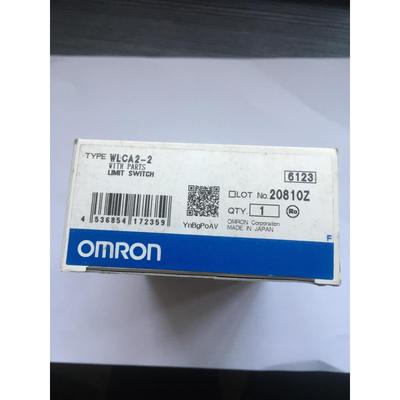 TYPE WLCA2-2
WITH PARTS
LIMIT SWITCH
6123
□LOT No. 20810Z
4 536854 172359
YnBgPoAV
QTY. 1
Ro
OMRON Corporation
MADE IN JAPAN
OMRON
F